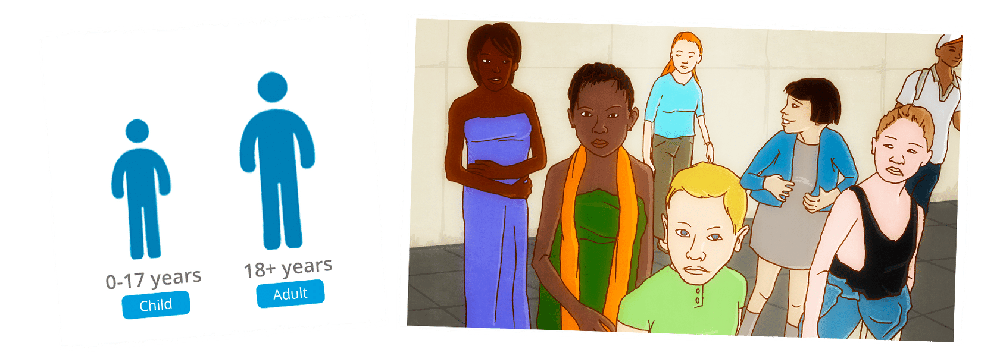 0-17 years
Child
18+ years
Adult